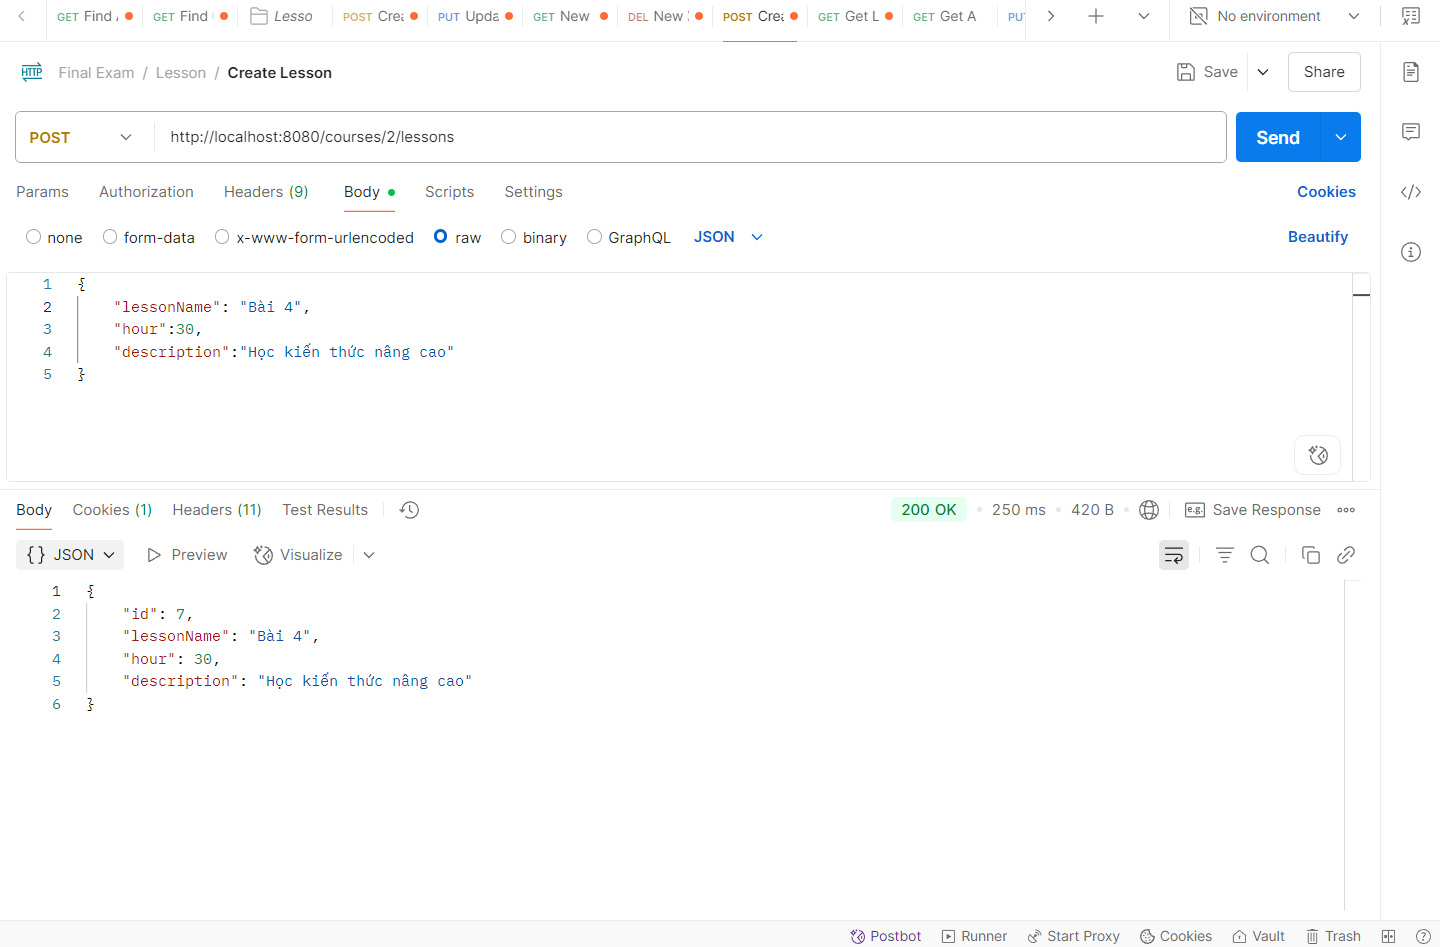 GET Find GET Find Lesso POST Crea PUT Upda GET New DEL New POST Crea GET Get L GET Get A PU No environment
Final Exam / Lesson / Create Lesson Save Share
POST http://localhost:8080/courses/2/lessons Send
Params Authorization Headers (9) Body Scripts Settings Cookies
none form-data x-www-form-urlencoded raw binary GraphQL JSON Beautify
1 {
2 "lessonName": "Bài 4",
3 "hour":30,
4 "description":"Học kiến thức nâng cao"
5 }
Body Cookies (1) Headers (11) Test Results 200 OK • 250 ms • 420 B • e.g. Save Response
{} JSON Preview Visualize
1 {
2 "id": 7,
3 "lessonName": "Bài 4",
4 "hour": 30,
5 "description": "Học kiến thức nâng cao"
6 }
Postbot Runner Start Proxy Cookies Vault Trash